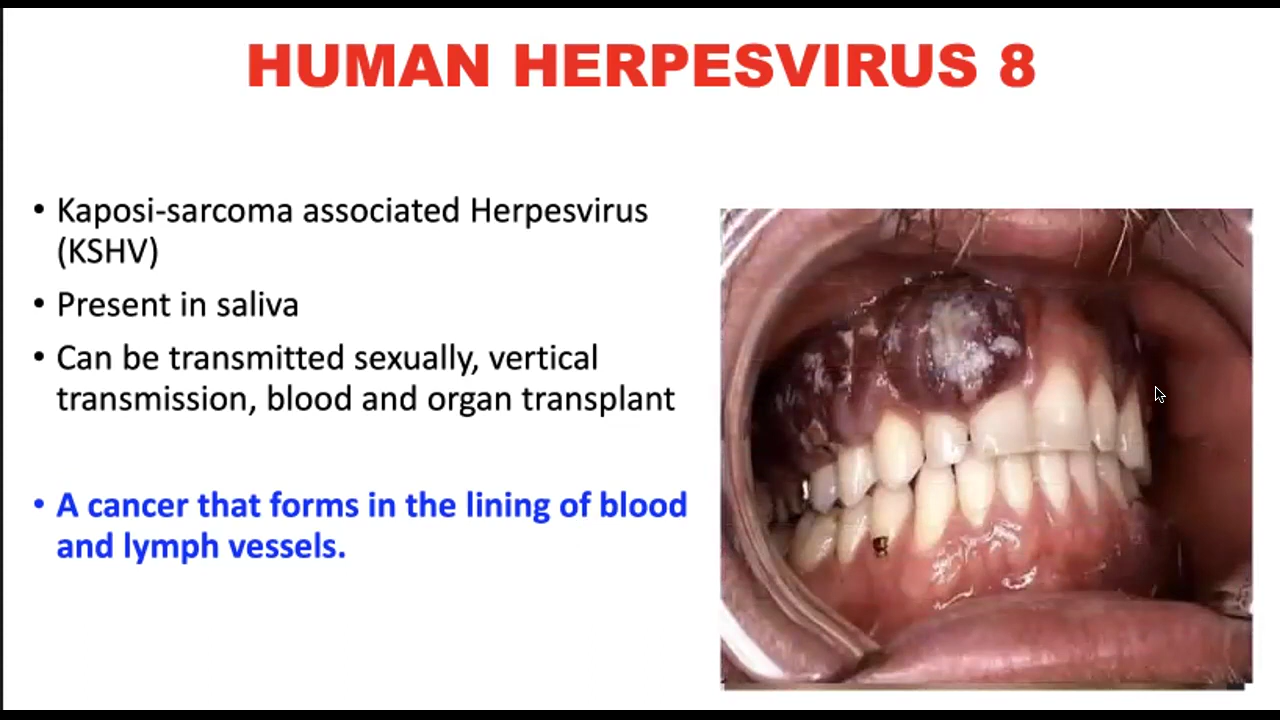 HUMAN HERPESVIRUS 8
• Kaposi-sarcoma associated Herpesvirus
(KSHV)
• Present in saliva
• Can be transmitted sexually, vertical
transmission, blood and organ transplant
• A cancer that forms in the lining of blood
and lymph vessels.